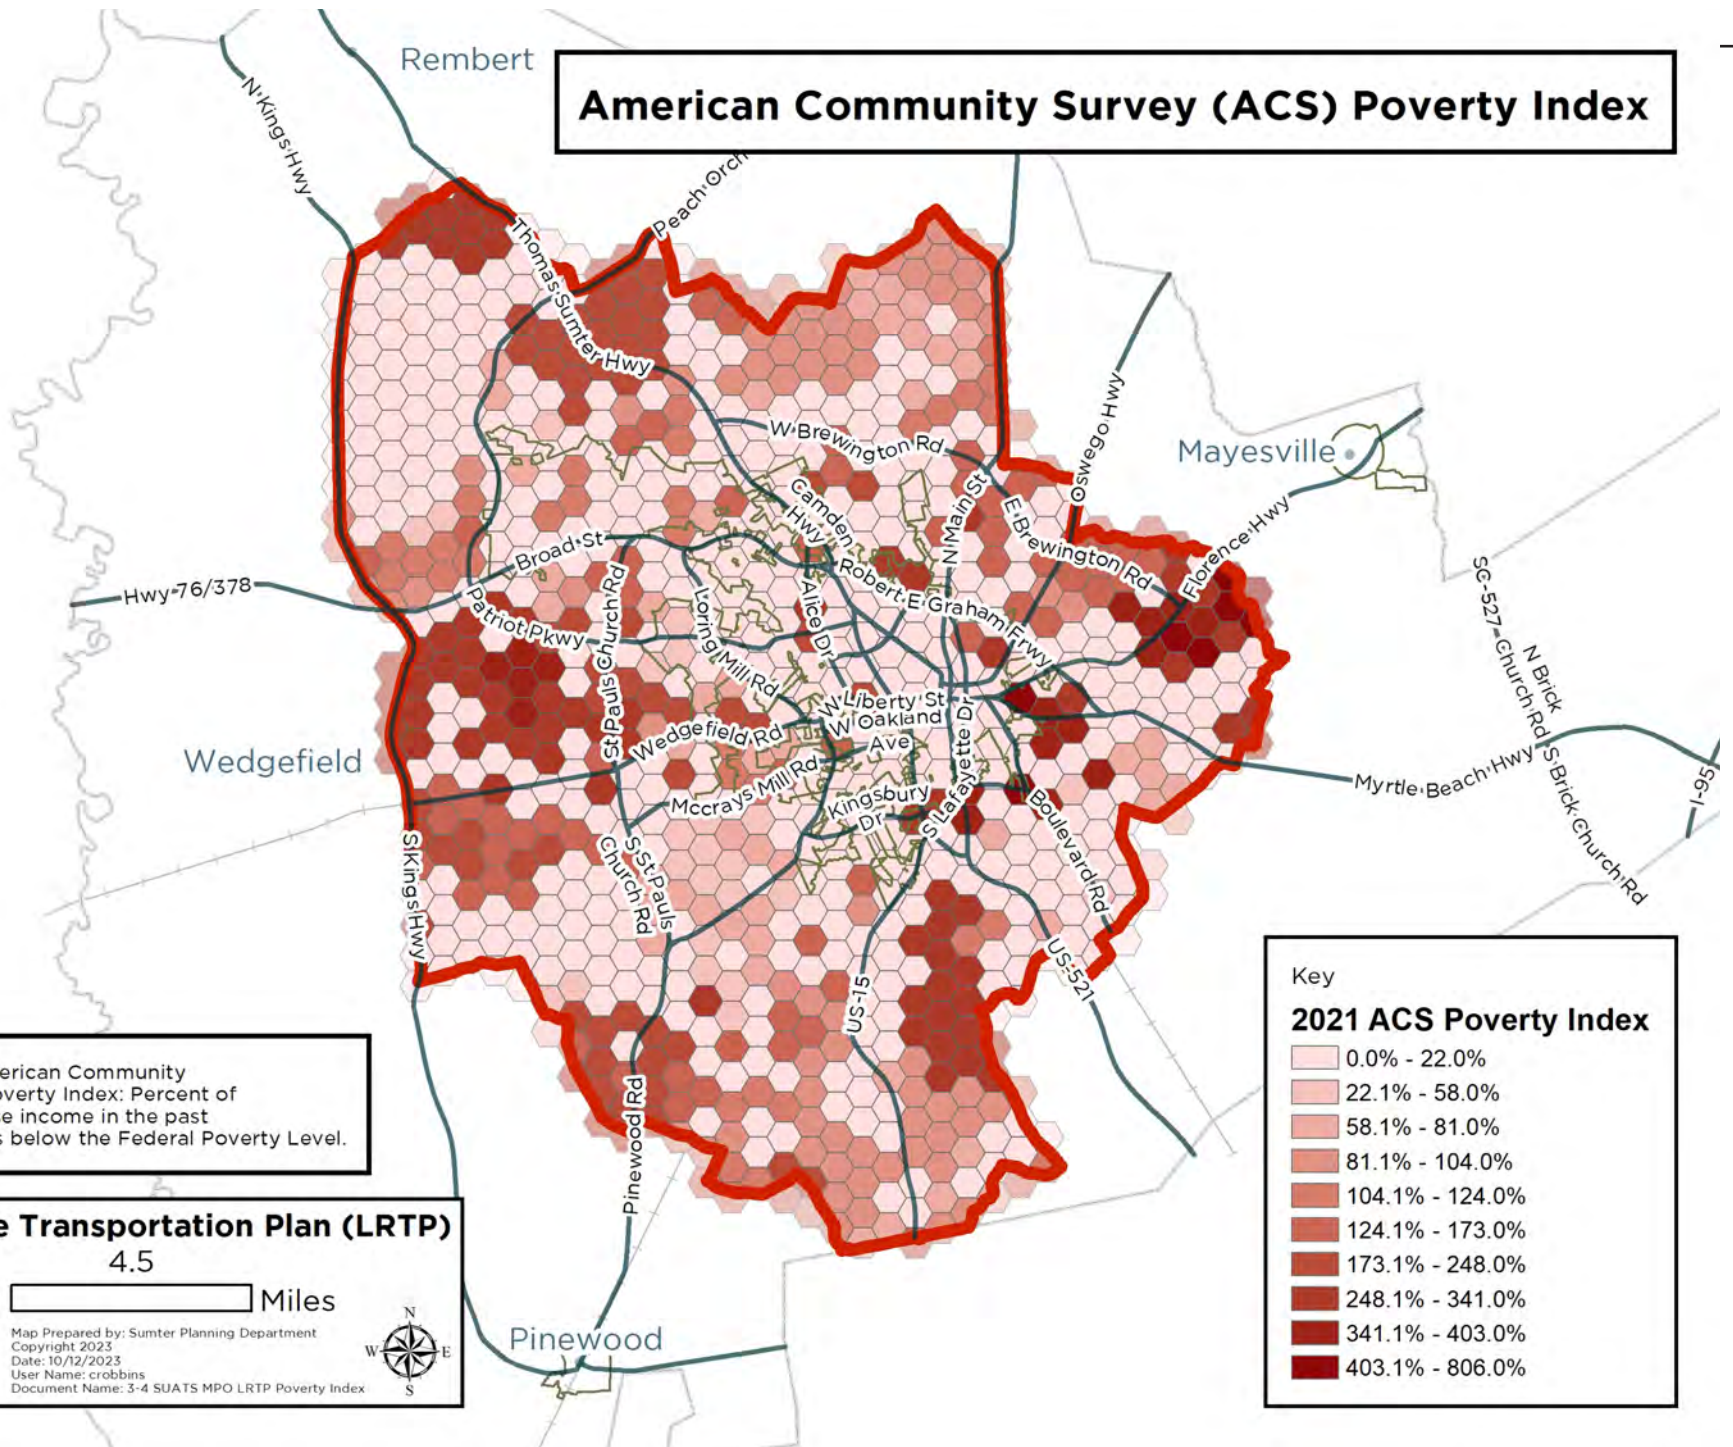 Rembert
American Community Survey (ACS) Poverty Index
N Kings Hwy
Peach Orch
Thomas Sumter Hwy
W Brewington Rd
Oswego Hwy
Mayesville
Camden
Hwy
N Main St
E Brewington Rd
Florence Hwy
Broad St
Hwy 76/378
Patriot Pkwy
St Pauls Church Rd
Loring Mill Rd
Alice Dr
Robert E Graham Frwy
SC-527-Church Rd
N Brick
S Brick Church Rd
W Liberty St
W Oakland
Ave
Wedgefield Rd
Wedgefield
Mccrays Mill Rd
Kingsbury
Dr
S Lafayette Dr
Boulevard Rd
Myrtle Beach Hwy
I-95
S Kings Hwy
S St Pauls
Church Rd
US-15
US-521
Pinewood Rd
Key
2021 ACS Poverty Index
0.0% - 22.0%
22.1% - 58.0%
58.1% - 81.0%
81.1% - 104.0%
104.1% - 124.0%
124.1% - 173.0%
173.1% - 248.0%
248.1% - 341.0%
341.1% - 403.0%
403.1% - 806.0%
erican Community
overty Index: Percent of
e income in the past
s below the Federal Poverty Level.
e Transportation Plan (LRTP)
4.5
Miles
Map Prepared by: Sumter Planning Department
Copyright 2023
Date: 10/12/2023
User Name: crobbins
Document Name: 3-4 SUATS MPO LRTP Poverty Index
N
W E
S
Pinewood